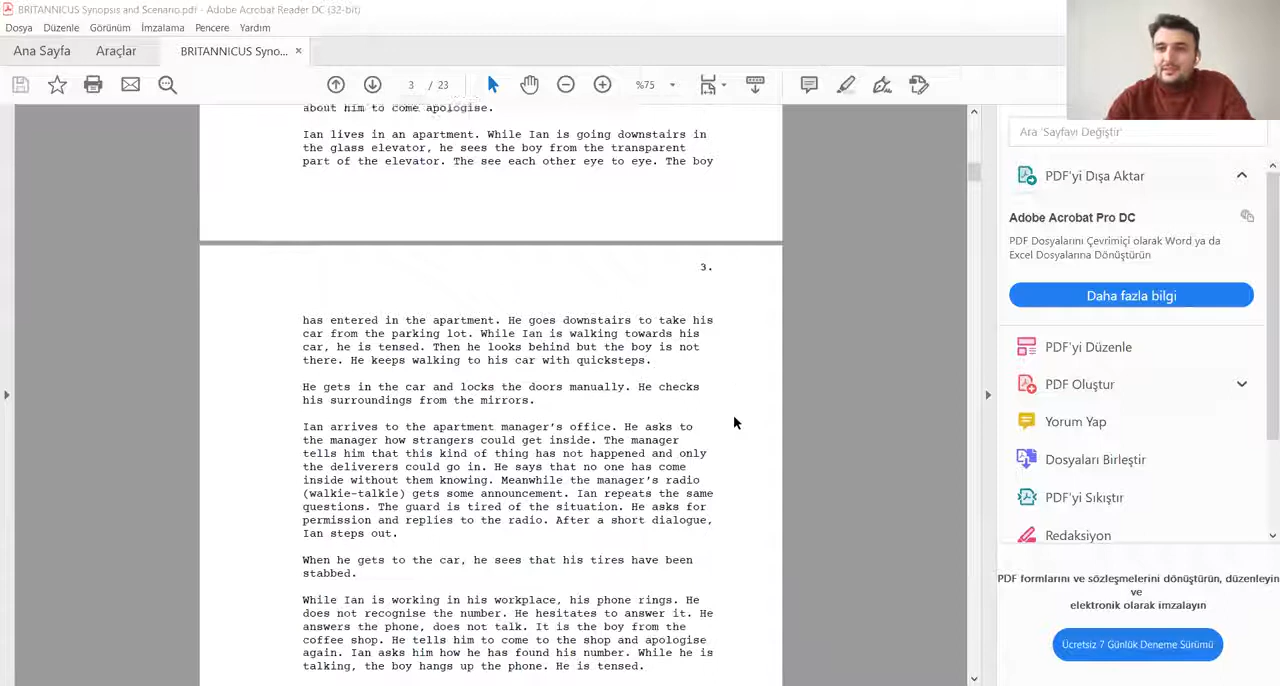 BRITANNICUS Synopsis and Scenario.pdf - Adobe Acrobat Reader DC (32-bit)
Dosya Düzenle Görünüm İmzalama Pencere Yardım
Ana Sayfa Araçlar BRITANNICUS Syno... ×
3 / 23 %75
about him to come apologise.
Ian lives in an apartment. While Ian is going downstairs in
the glass elevator, he sees the boy from the transparent
part of the elevator. The see each other eye to eye. The boy
3.
has entered in the apartment. He goes downstairs to take his
car from the parking lot. While Ian is walking towards his
car, he is tensed. Then he looks behind but the boy is not
there. He keeps walking to his car with quicksteps.
He gets in the car and locks the doors manually. He checks
his surroundings from the mirrors.
Ian arrives to the apartment manager's office. He asks to
the manager how strangers could get inside. The manager
tells him that this kind of thing has not happened and only
the deliverers could go in. He says that no one has come
inside without them knowing. Meanwhile the manager's radio
(walkie-talkie) gets some announcement. Ian repeats the same
questions. The guard is tired of the situation. He asks for
permission and replies to the radio. After a short dialogue,
Ian steps out.
When he gets to the car, he sees that his tires have been
stabbed.
While Ian is working in his workplace, his phone rings. He
does not recognise the number. He hesitates to answer it. He
answers the phone, does not talk. It is the boy from the
coffee shop. He tells him to come to the shop and apologise
again. Ian asks him how he has found his number. While he is
talking, the boy hangs up the phone. He is tensed.
Ara 'Sayfayı Değiştir'
PDF'yi Dışa Aktar
Adobe Acrobat Pro DC
PDF Dosyalarını Çevrimiçi olarak Word ya da
Excel Dosyalarına Dönüştürün
Daha fazla bilgi
PDF'yi Düzenle
PDF Oluştur
Yorum Yap
Dosyaları Birleştir
PDF'yi Sıkıştır
Redaksiyon
PDF formlarını ve sözleşmelerini dönüştürün, düzenleyin
ve
elektronik olarak imzalayın
Ücretsiz 7 Günlük Deneme Sürümü